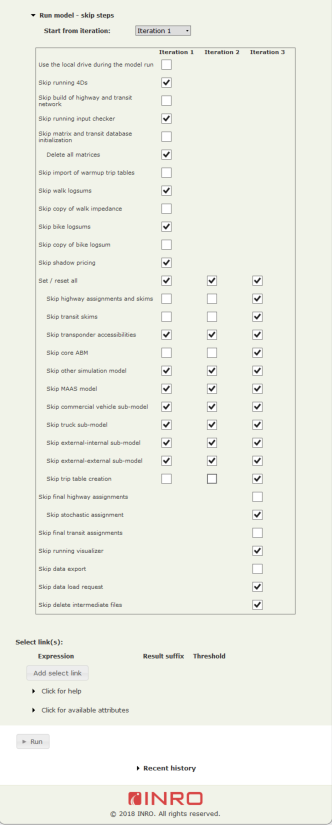 Run model - skip steps
Start from iteration: Iteration 1
Iteration 1 Iteration 2 Iteration 3
Use the local drive during the model run
Skip running 4Ds
Skip build of highway and transit
network
Skip running input checker
Skip matrix and transit database
initialization
Delete all matrices
Skip import of warmup trip tables
Skip walk logsums
Skip copy of walk impedance
Skip bike logsums
Skip copy of bike logsum
Skip shadow pricing
Set / reset all
Skip highway assignments and skims
Skip transit skims
Skip transponder accessibilities
Skip core ABM
Skip other simulation model
Skip MAAS model
Skip commercial vehicle sub-model
Skip truck sub-model
Skip external-internal sub-model
Skip external-external sub-model
Skip trip table creation
Skip final highway assignments
Skip stochastic assignment
Skip final transit assignments
Skip running visualizer
Skip data export
Skip data load request
Skip delete intermediate files
Select link(s):
Expression Result suffix Threshold
Add select link
Click for help
Click for available attributes
Run
Recent history
INRO
© 2018 INRO. All rights reserved.